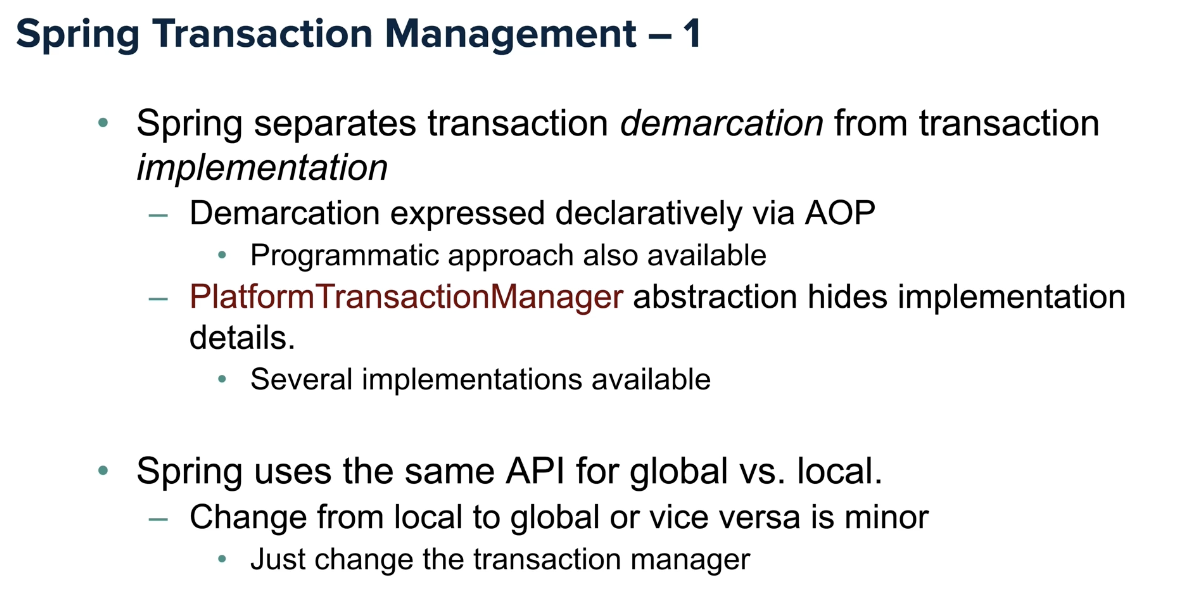 Spring Transaction Management – 1
• Spring separates transaction demarcation from transaction
implementation
– Demarcation expressed declaratively via AOP
• Programmatic approach also available
– PlatformTransactionManager abstraction hides implementation
details.
• Several implementations available
• Spring uses the same API for global vs. local.
– Change from local to global or vice versa is minor
• Just change the transaction manager